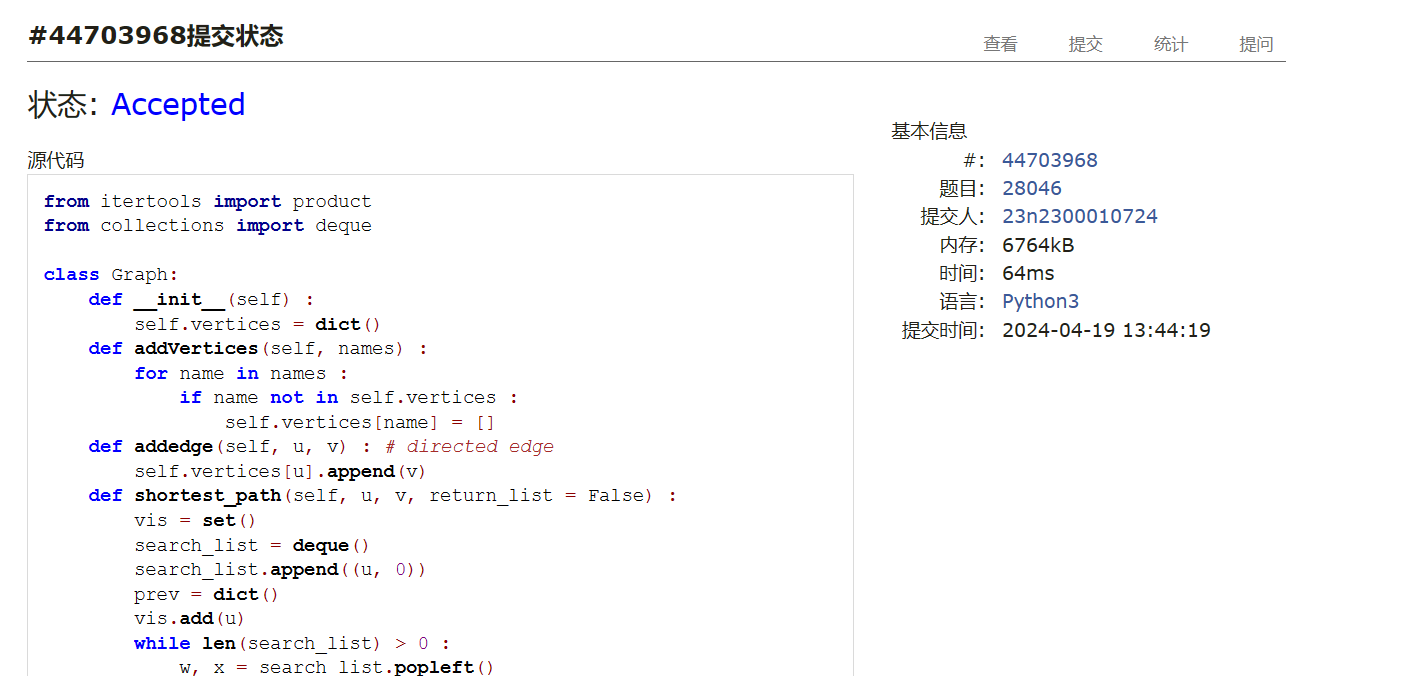 #44703968提交状态
查看 提交 统计 提问
状态: Accepted
源代码
from itertools import product
from collections import deque
class Graph:
    def __init__(self) :
        self.vertices = dict()
    def addVertices(self, names) :
        for name in names :
            if name not in self.vertices :
                self.vertices[name] = []
    def addedge(self, u, v) : # directed edge
        self.vertices[u].append(v)
    def shortest_path(self, u, v, return_list = False) :
        vis = set()
        search_list = deque()
        search_list.append((u, 0))
        prev = dict()
        vis.add(u)
        while len(search_list) > 0 :
            w, x = search_list.popleft()
基本信息
#: 44703968
题目: 28046
提交人: 23n2300010724
内存: 6764kB
时间: 64ms
语言: Python3
提交时间: 2024-04-19 13:44:19